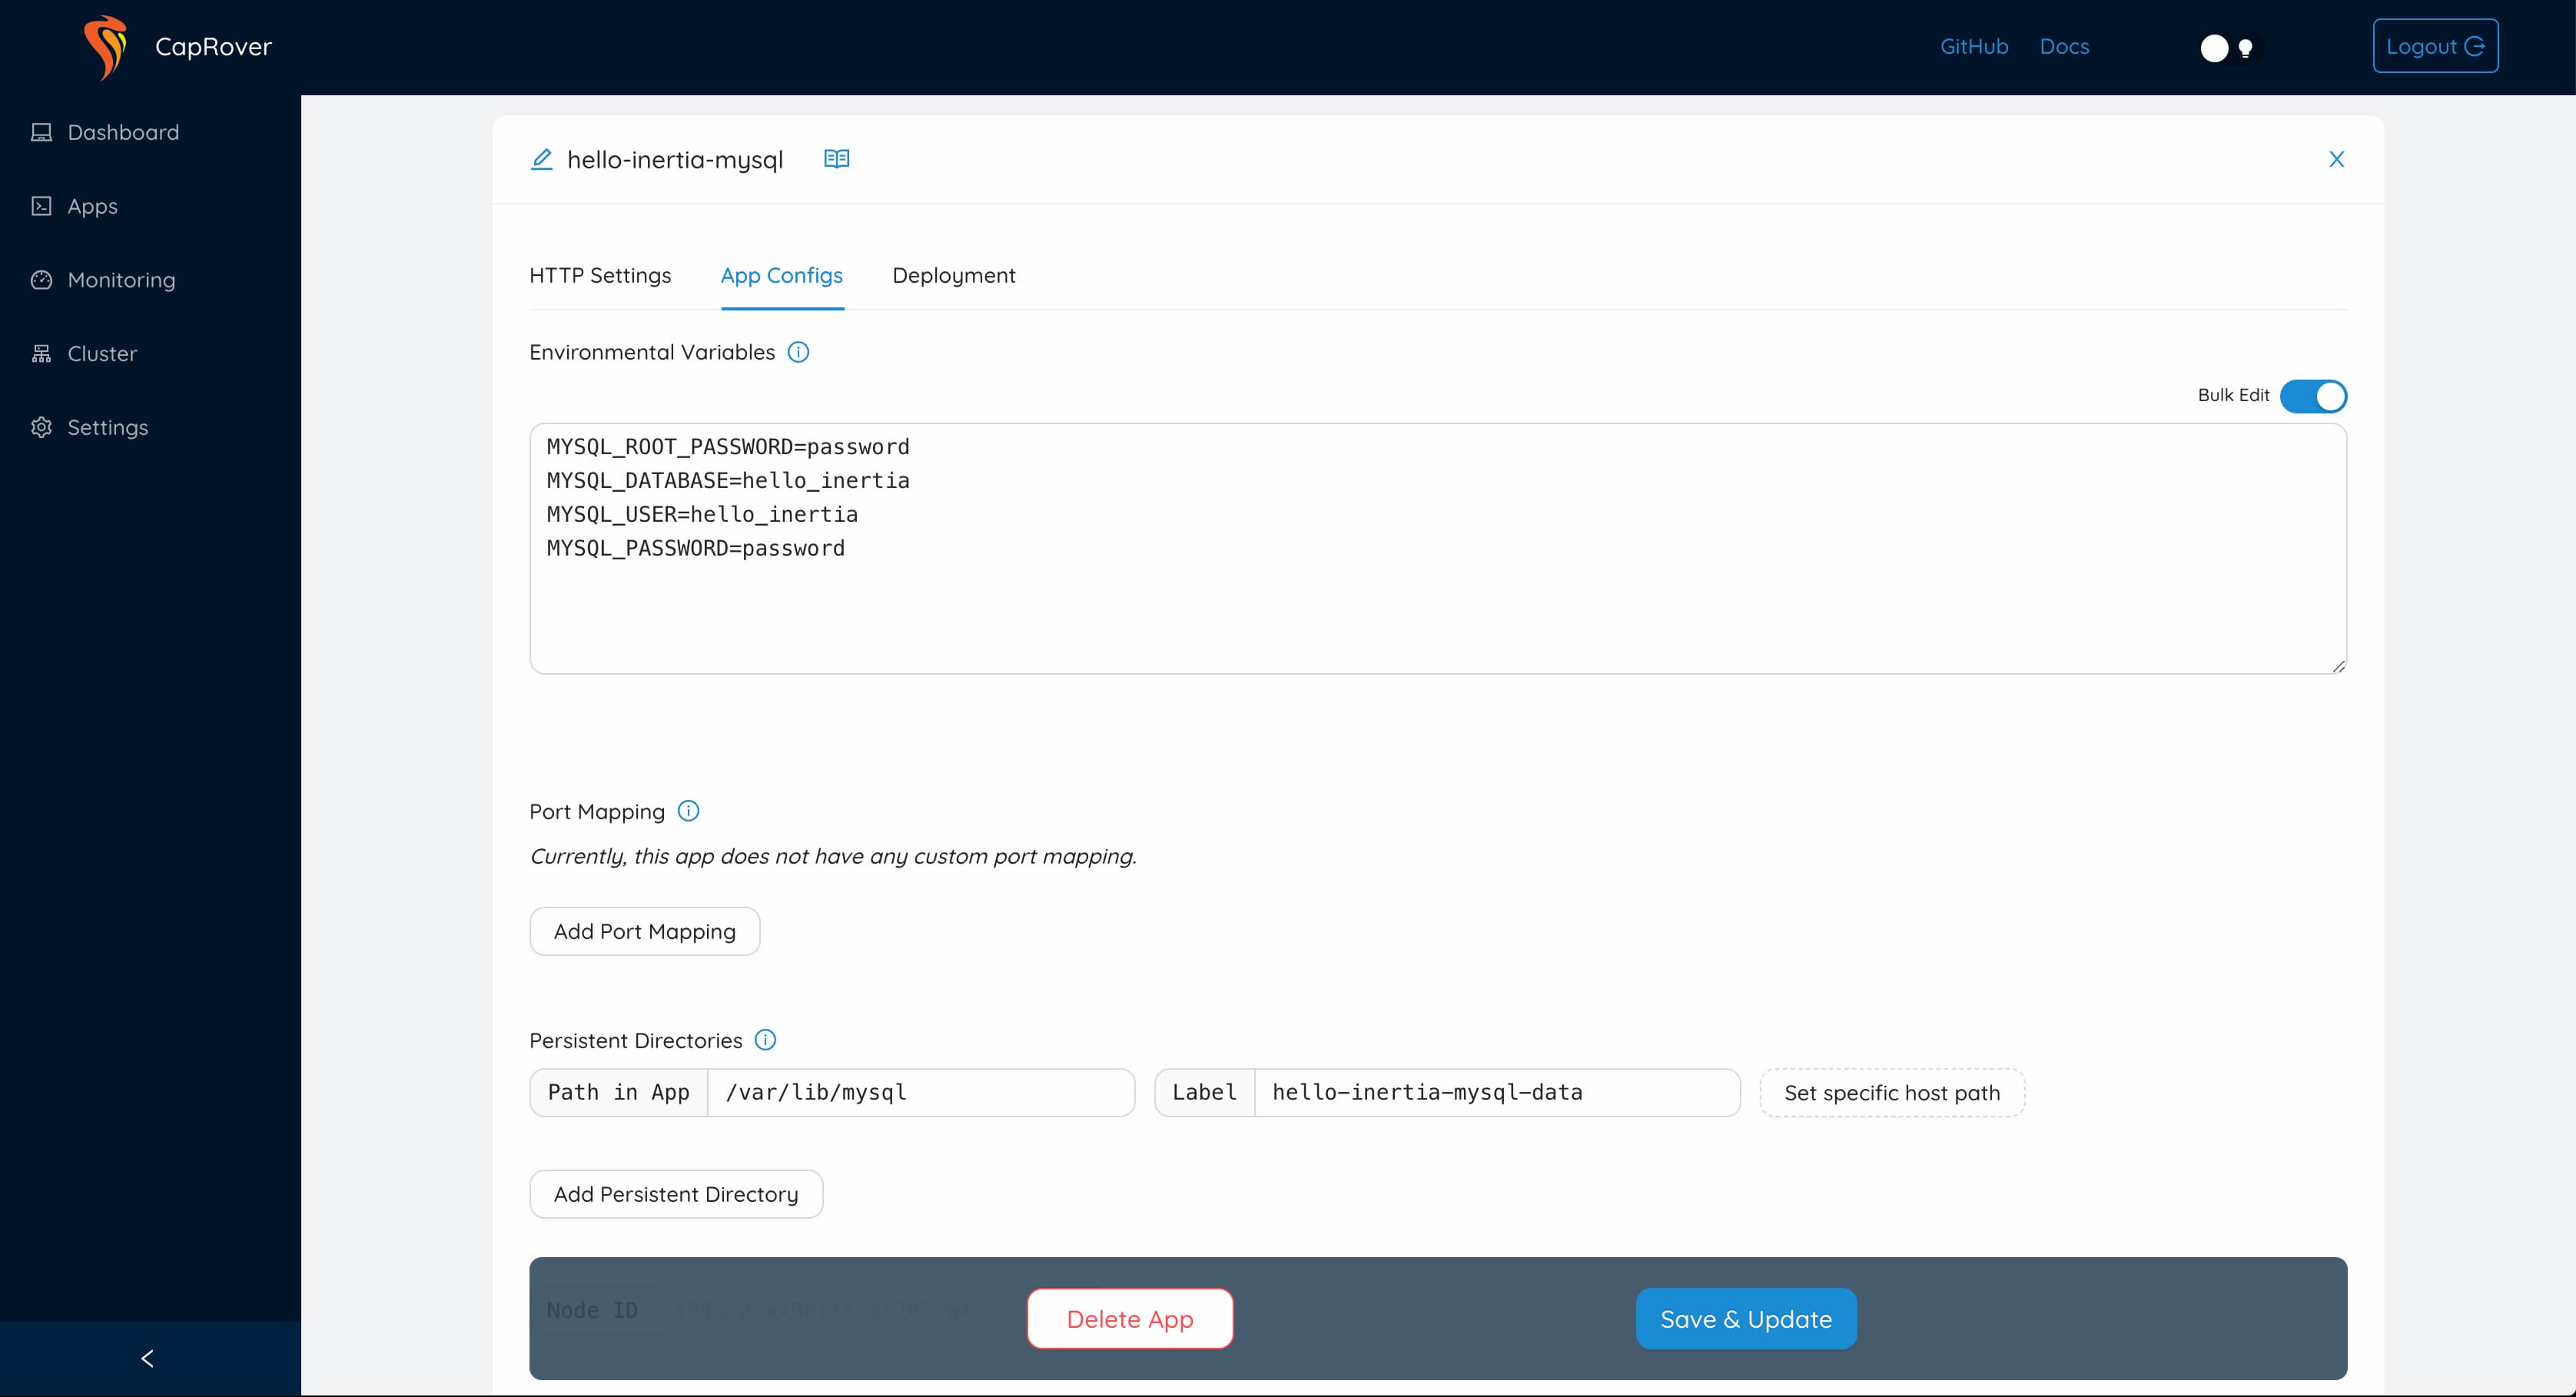 CapRover
GitHub
Docs
Logout
Dashboard
Apps
Monitoring
Cluster
Settings
hello-inertia-mysql
HTTP Settings
App Configs
Deployment
Environmental Variables
Bulk Edit
MYSQL_ROOT_PASSWORD=password
MYSQL_DATABASE=hello_inertia
MYSQL_USER=hello_inertia
MYSQL_PASSWORD=password
Port Mapping
Currently, this app does not have any custom port mapping.
Add Port Mapping
Persistent Directories
Path in App
/var/lib/mysql
Label
hello-inertia-mysql-data
Set specific host path
Add Persistent Directory
Node ID
Delete App
Save & Update